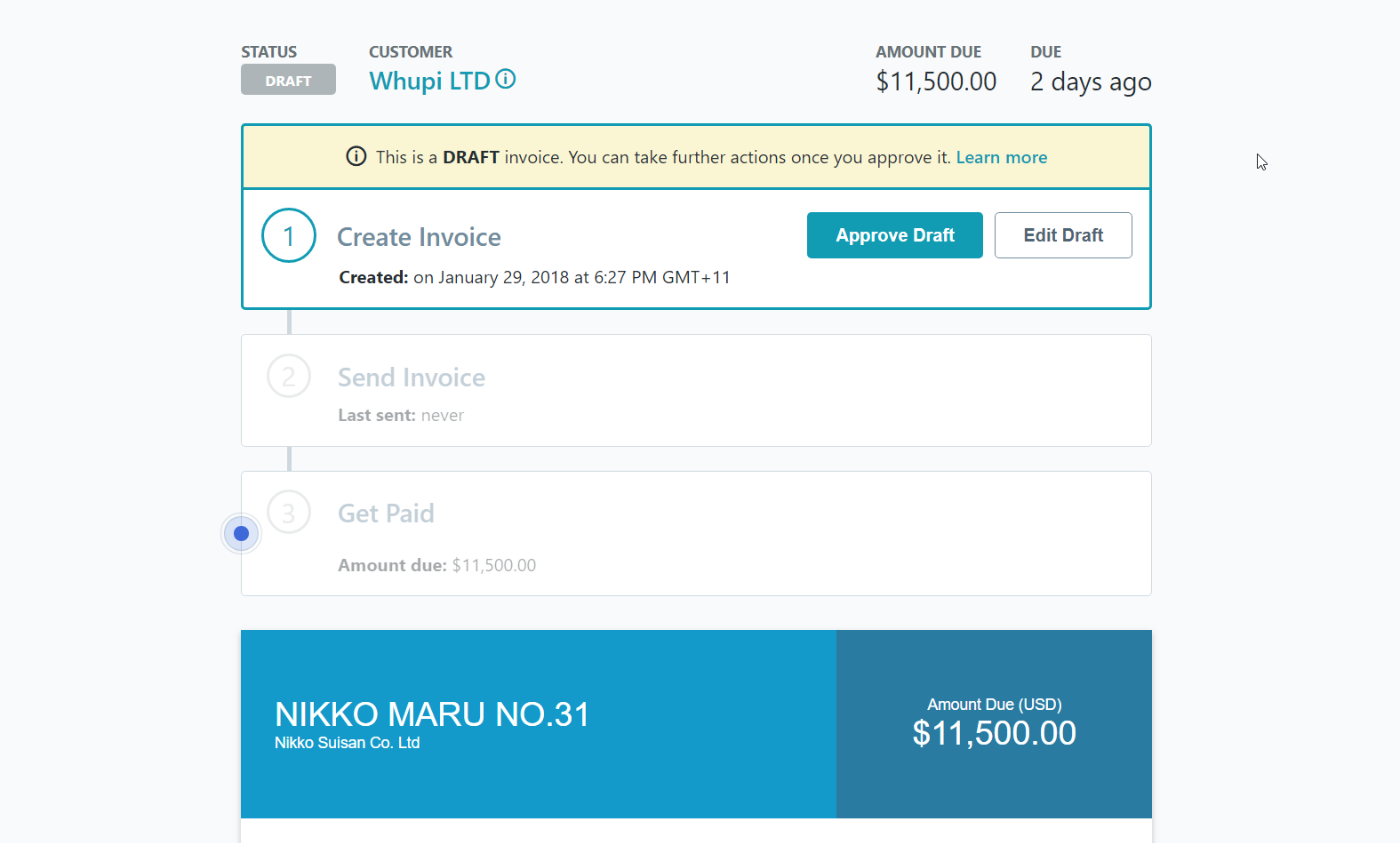 STATUS
DRAFT
CUSTOMER
Whupi LTD
AMOUNT DUE
$11,500.00
DUE
2 days ago
This is a DRAFT invoice. You can take further actions once you approve it. Learn more
1
Create Invoice
Approve Draft
Edit Draft
Created: on January 29, 2018 at 6:27 PM GMT+11
2
Send Invoice
Last sent: never
3
Get Paid
Amount due: $11,500.00
NIKKO MARU NO.31
Nikko Suisan Co. Ltd
Amount Due (USD)
$11,500.00